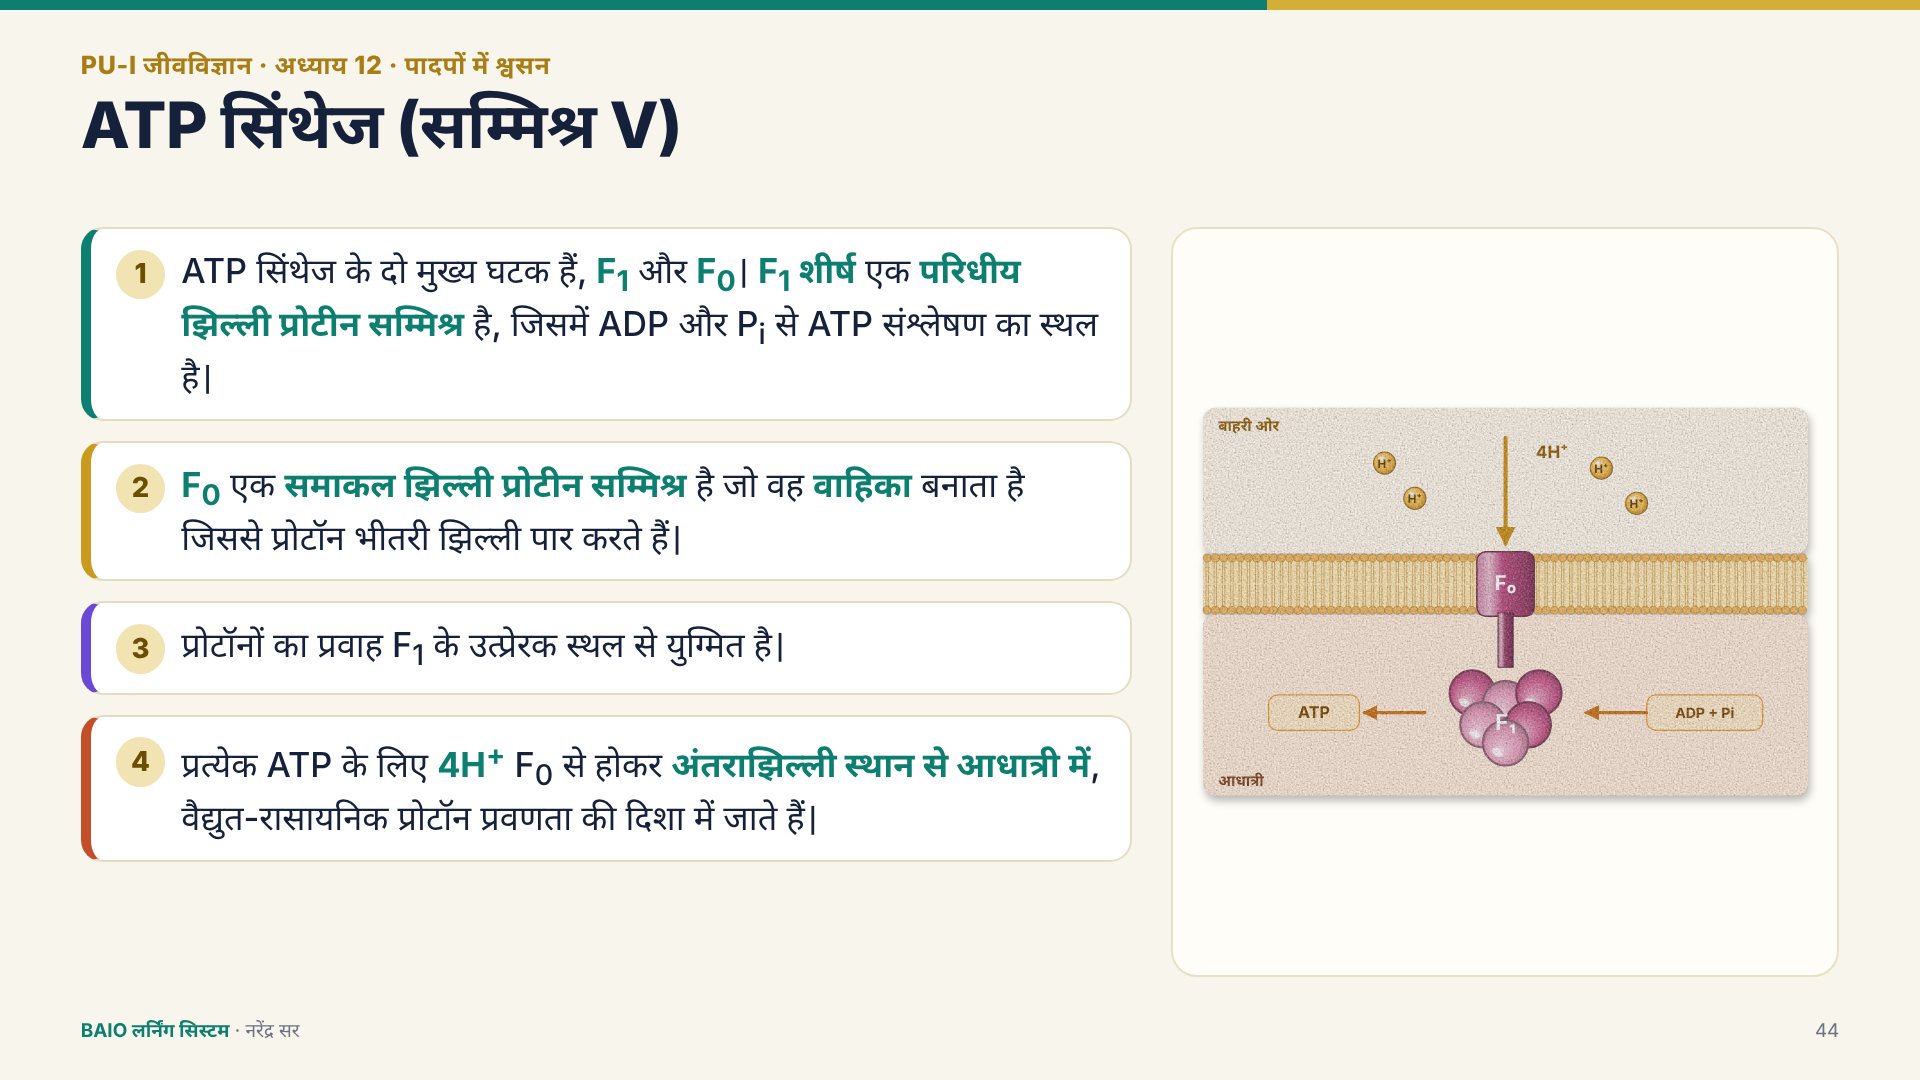 PU-I जीवविज्ञान · अध्याय 12 · पादपों में श्वसन
ATP सिंथेज (सम्मिश्र V)
1 ATP सिंथेज के दो मुख्य घटक हैं, F₁ और F₀| F₁ शीर्ष एक परिधीय
झिल्ली प्रोटीन सम्मिश्र है, जिसमें ADP और Pᵢ से ATP संश्लेषण का स्थल
है|
2 F₀ एक समाकल झिल्ली प्रोटीन सम्मिश्र है जो वह वाहिका बनाता है
जिससे प्रोटॉन भीतरी झिल्ली पार करते हैं|
3 प्रोटॉनों का प्रवाह F₁ के उत्प्रेरक स्थल से युग्मित है|
4 प्रत्येक ATP के लिए 4H⁺ F₀ से होकर अंतराझिल्ली स्थान से आधात्री में,
वैद्युत-रासायनिक प्रोटॉन प्रवणता की दिशा में जाते हैं|
बाहरी ओर
4H⁺
H⁺ H⁺
H⁺ H⁺
F₀
ATP
F₁
ADP + Pi
आधात्री
BAIO लर्निंग सिस्टम · नरेंद्र सर
44